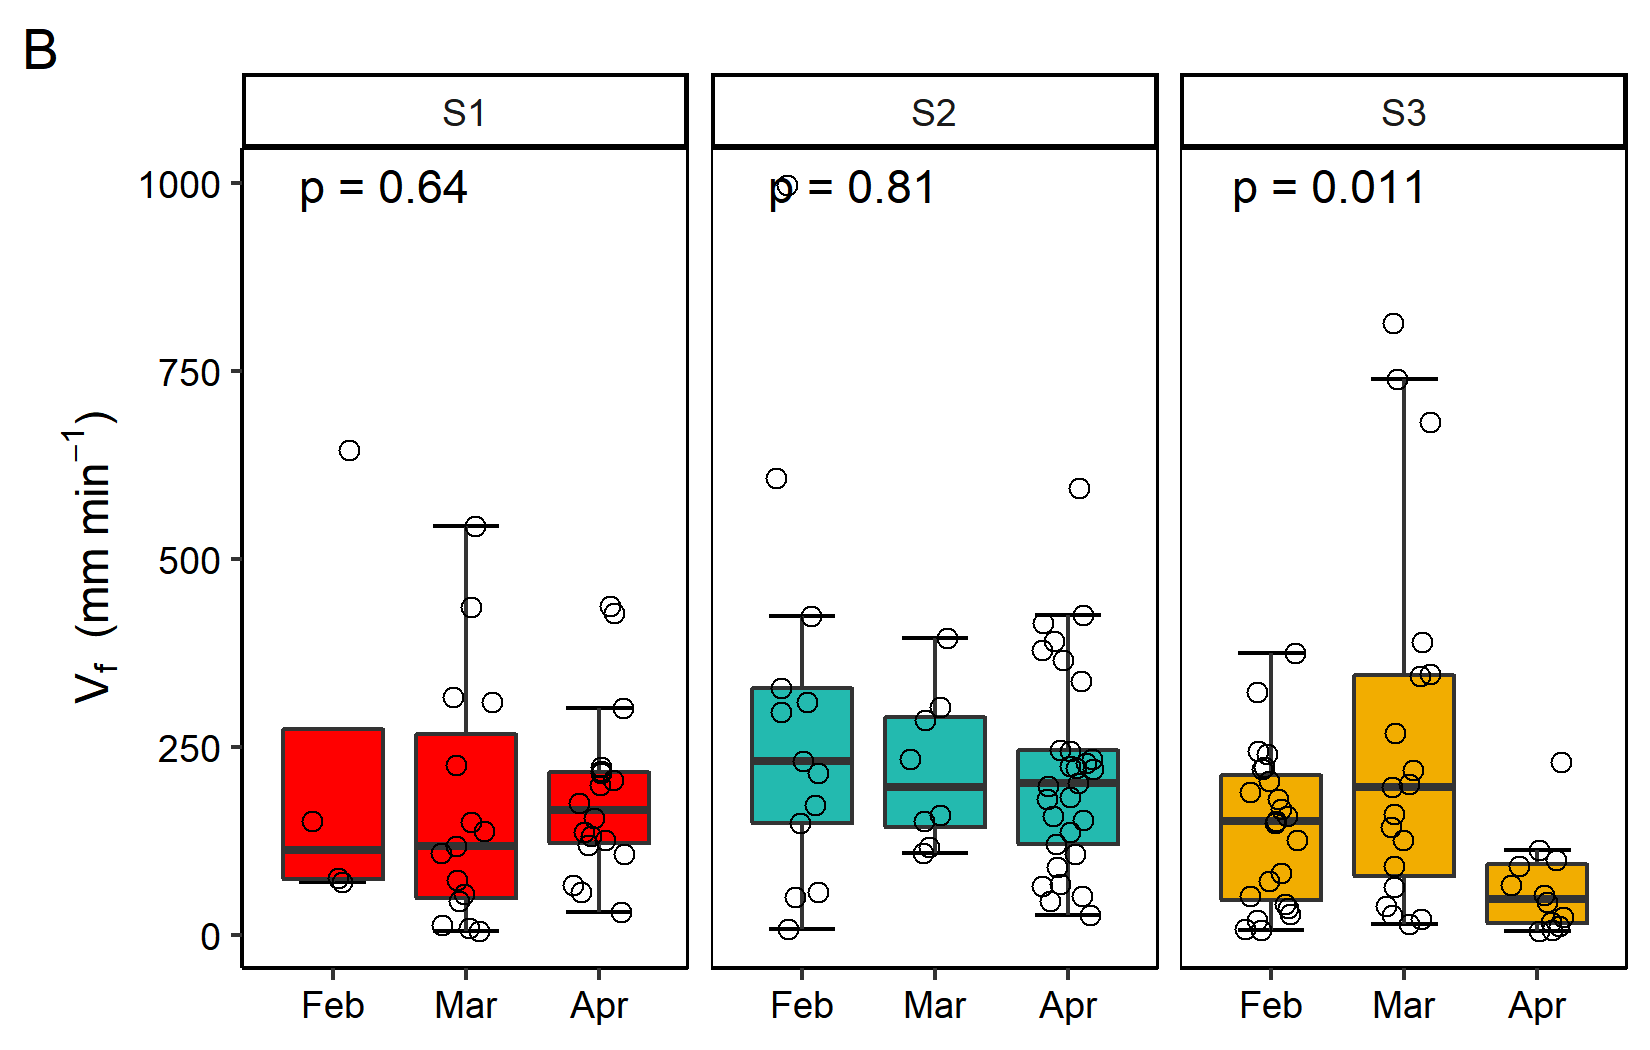 B
S1 S2 S3
p = 0.64 p = 0.81 p = 0.011
1000
750
500
250
0
Vf (mm min−1)
Feb Mar Apr Feb Mar Apr Feb Mar Apr